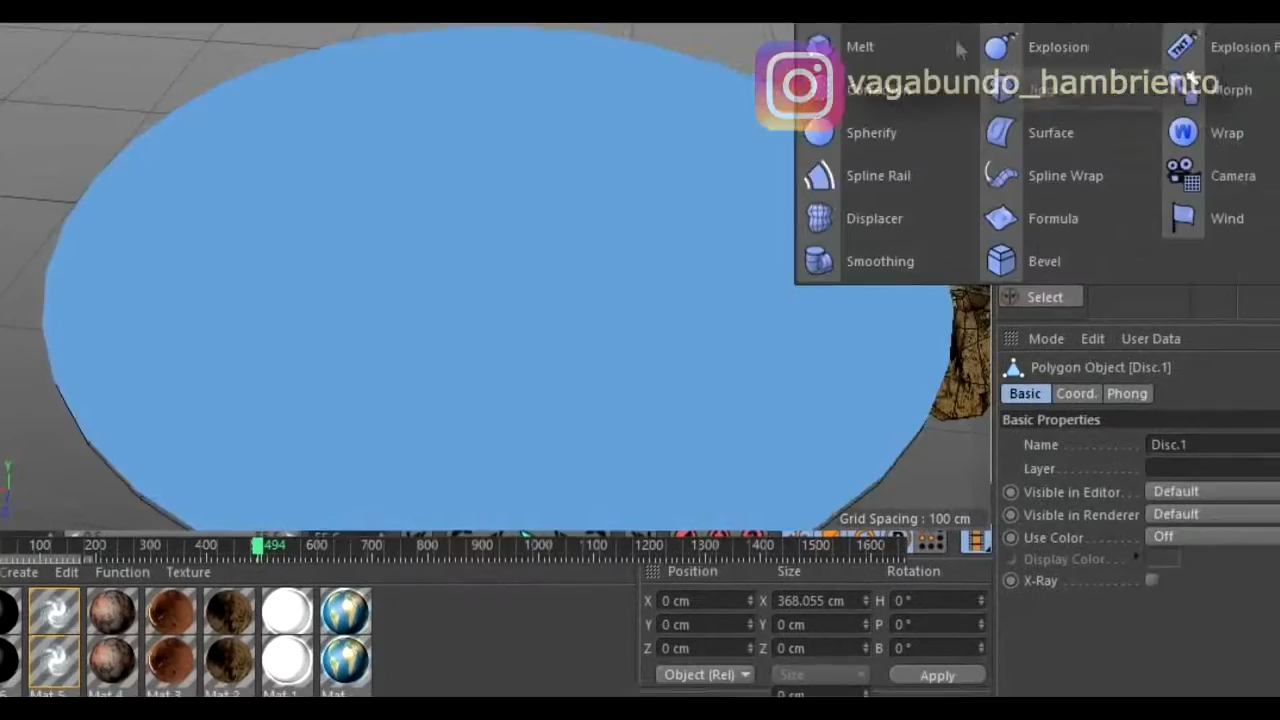 Melt
Explosion
vagabundo_hambriento
Morph
Spherify
Surface
Wrap
Spline Rail
Spline Wrap
Camera
Displacer
Formula
Wind
Smoothing
Bevel
Select
Mode Edit User Data
Polygon Object [Disc.1]
Basic Coord. Phong
Basic Properties
Name Disc.1
Layer
Visible in Editor Default
Visible in Renderer Default
Use Color Off
Display Color
X-Ray
Y
Grid Spacing : 100 cm
100 200 300 400 494 600 700 800 900 1000 1100 1200 1300 1400 1500 1600
Create Edit Function Texture
Position Size Rotation
X 0 cm X 368.055 cm H 0 °
Y 0 cm Y 0 cm P 0 °
Z 0 cm Z 0 cm B 0 °
Object (Rel) Size Apply
0 cm
Mat.5 Mat.4 Mat.3 Mat.2 Mat.1 Mat